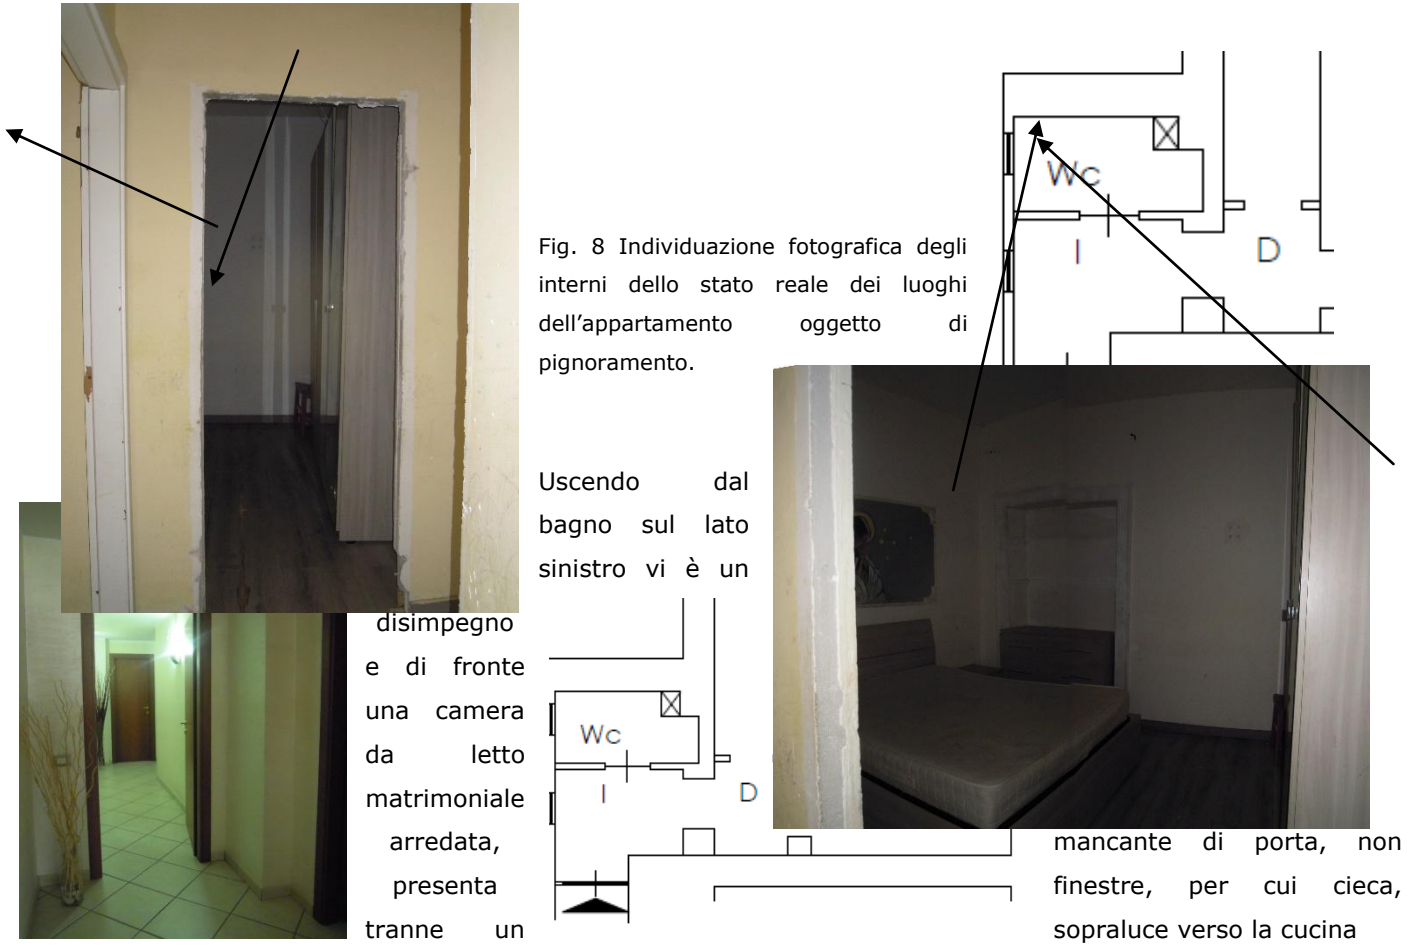 Wc
I
D
Fig. 8 Individuazione fotografica degli
interni dello stato reale dei luoghi
dell’appartamento oggetto di
pignoramento.
Uscendo dal
bagno sul lato
sinistro vi è un
disimpegno
e di fronte
una camera
da letto
matrimoniale
arredata, mancante di porta, non
presenta finestre, per cui cieca,
tranne un sopraluce verso la cucina
Wc
I
D